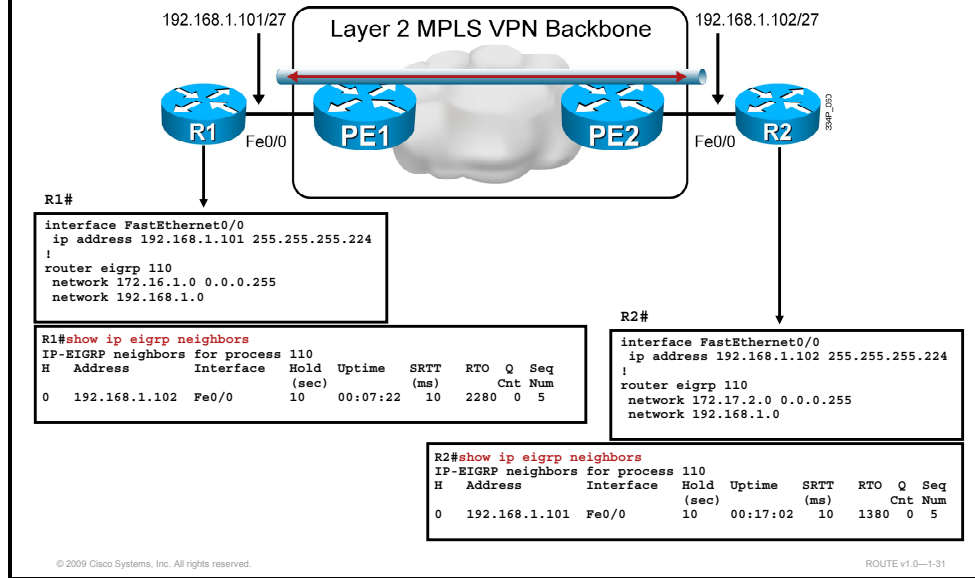 192.168.1.101/27
Layer 2 MPLS VPN Backbone
192.168.1.102/27
R1
Fe0/0
PE1
PE2
Fe0/0
R2
334P_060
R1#
interface FastEthernet0/0
ip address 192.168.1.101 255.255.255.224
!
router eigrp 110
network 172.16.1.0 0.0.0.255
network 192.168.1.0
R1#show ip eigrp neighbors
IP-EIGRP neighbors for process 110
H Address Interface Hold Uptime SRTT RTO Q Seq
(sec) (ms) Cnt Num
0 192.168.1.102 Fe0/0 10 00:07:22 10 2280 0 5
R2#
interface FastEthernet0/0
ip address 192.168.1.102 255.255.255.224
!
router eigrp 110
network 172.17.2.0 0.0.0.255
network 192.168.1.0
R2#show ip eigrp neighbors
IP-EIGRP neighbors for process 110
H Address Interface Hold Uptime SRTT RTO Q Seq
(sec) (ms) Cnt Num
0 192.168.1.101 Fe0/0 10 00:17:02 10 1380 0 5
© 2009 Cisco Systems, Inc. All rights reserved.
ROUTE v1.0—1-31